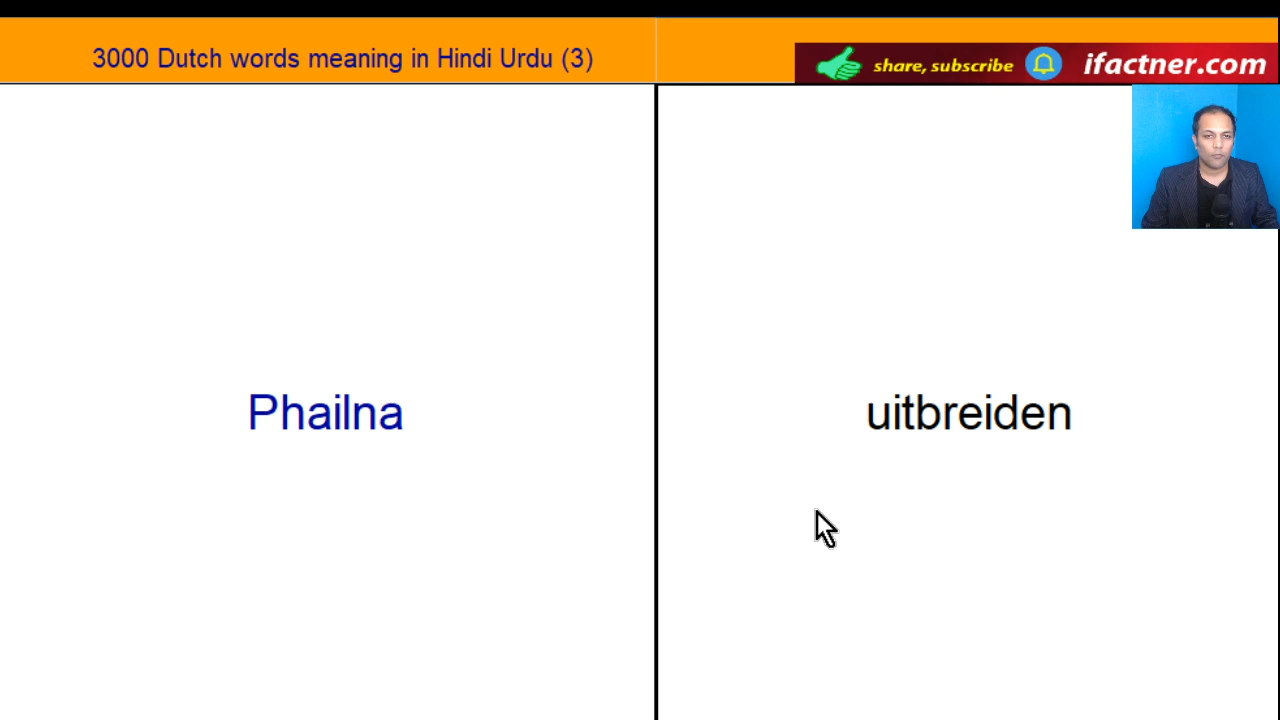 3000 Dutch words meaning in Hindi Urdu (3)
share, subscribe
ifactner.com
Phailna
uitbreiden